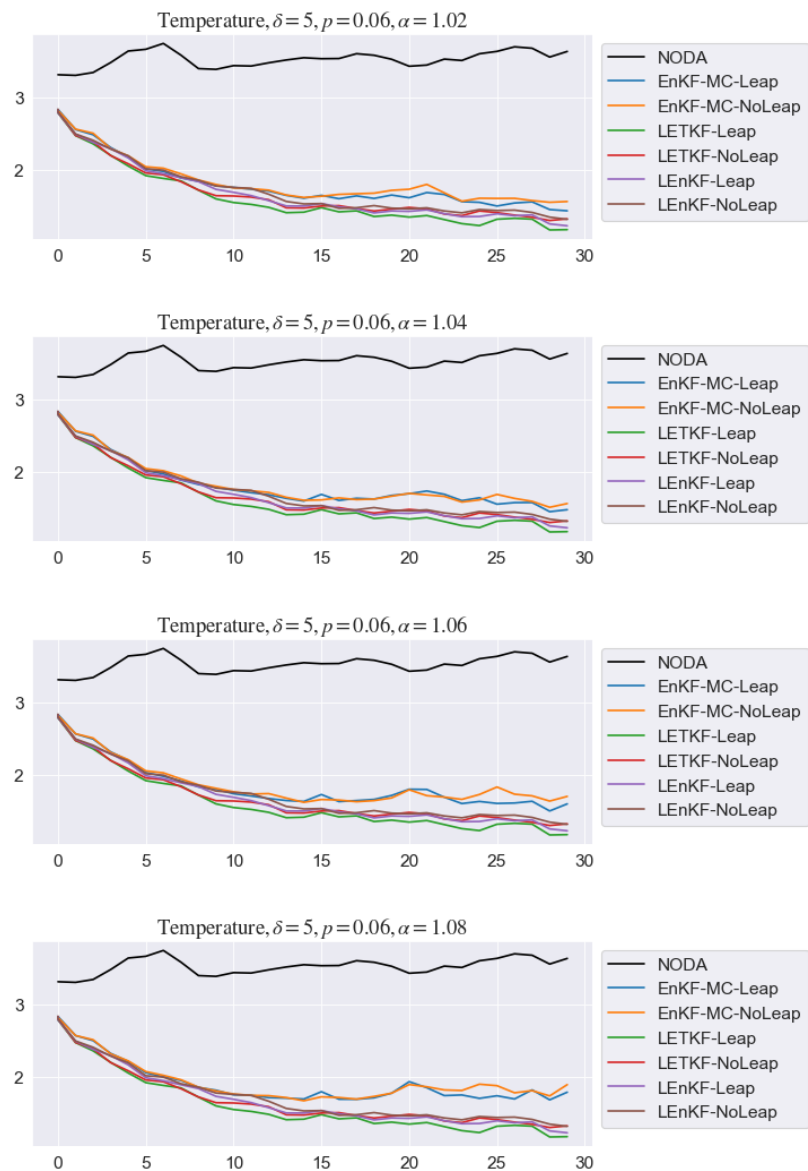 Temperature, δ = 5, p = 0.06, α = 1.02
3
2
0 5 10 15 20 25 30
NODA
EnKF-MC-Leap
EnKF-MC-NoLeap
LETKF-Leap
LETKF-NoLeap
LEnKF-Leap
LEnKF-NoLeap
Temperature, δ = 5, p = 0.06, α = 1.04
3
2
0 5 10 15 20 25 30
NODA
EnKF-MC-Leap
EnKF-MC-NoLeap
LETKF-Leap
LETKF-NoLeap
LEnKF-Leap
LEnKF-NoLeap
Temperature, δ = 5, p = 0.06, α = 1.06
3
2
0 5 10 15 20 25 30
NODA
EnKF-MC-Leap
EnKF-MC-NoLeap
LETKF-Leap
LETKF-NoLeap
LEnKF-Leap
LEnKF-NoLeap
Temperature, δ = 5, p = 0.06, α = 1.08
3
2
0 5 10 15 20 25 30
NODA
EnKF-MC-Leap
EnKF-MC-NoLeap
LETKF-Leap
LETKF-NoLeap
LEnKF-Leap
LEnKF-NoLeap